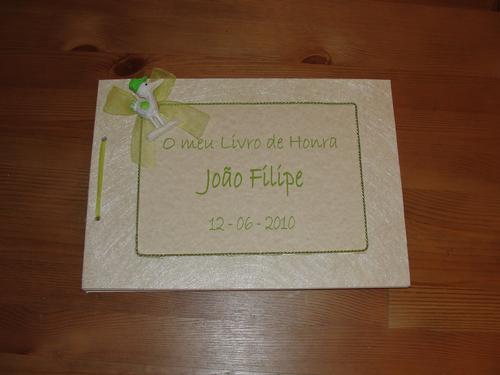 O meu Livro de Honra
João Filipe
12 - 06 - 2010